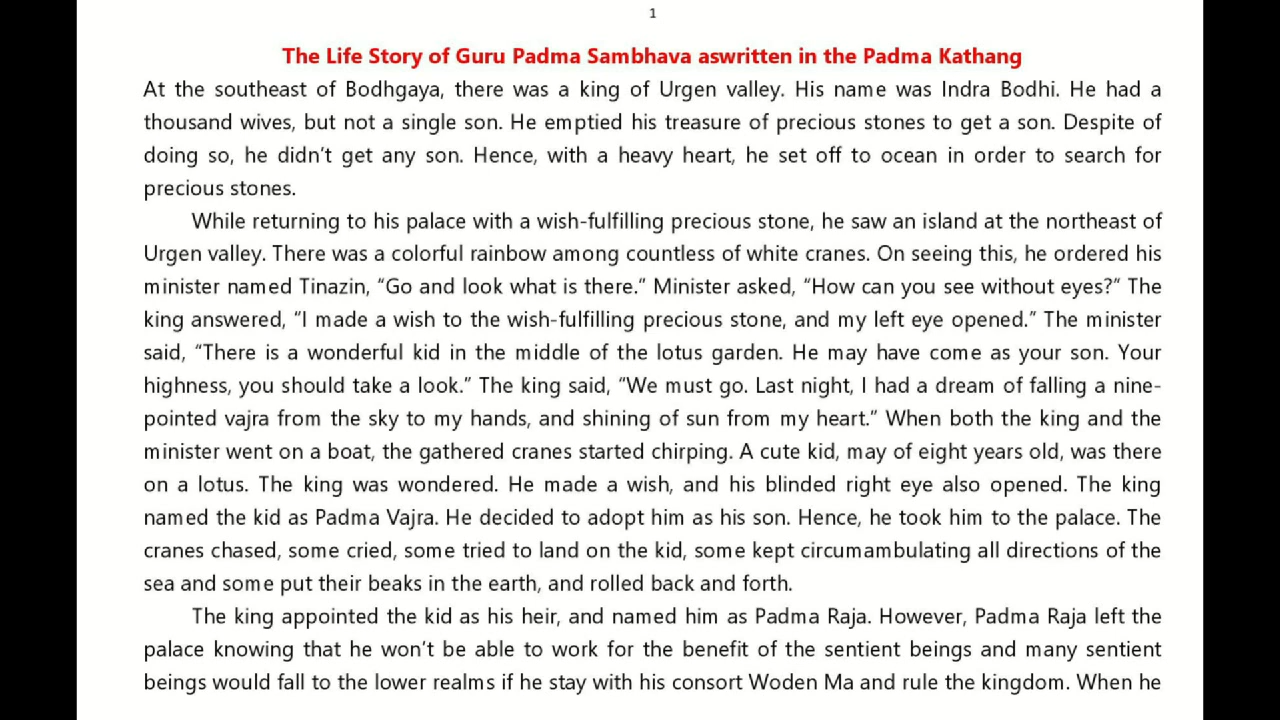 1
The Life Story of Guru Padma Sambhava aswritten in the Padma Kathang
At the southeast of Bodhgaya, there was a king of Urgen valley. His name was Indra Bodhi. He had a
thousand wives, but not a single son. He emptied his treasure of precious stones to get a son. Despite of
doing so, he didn’t get any son. Hence, with a heavy heart, he set off to ocean in order to search for
precious stones.
While returning to his palace with a wish-fulfilling precious stone, he saw an island at the northeast of
Urgen valley. There was a colorful rainbow among countless of white cranes. On seeing this, he ordered his
minister named Tinazin, “Go and look what is there.” Minister asked, “How can you see without eyes?” The
king answered, “I made a wish to the wish-fulfilling precious stone, and my left eye opened.” The minister
said, “There is a wonderful kid in the middle of the lotus garden. He may have come as your son. Your
highness, you should take a look.” The king said, “We must go. Last night, I had a dream of falling a nine-
pointed vajra from the sky to my hands, and shining of sun from my heart.” When both the king and the
minister went on a boat, the gathered cranes started chirping. A cute kid, may of eight years old, was there
on a lotus. The king was wondered. He made a wish, and his blinded right eye also opened. The king
named the kid as Padma Vajra. He decided to adopt him as his son. Hence, he took him to the palace. The
cranes chased, some cried, some tried to land on the kid, some kept circumambulating all directions of the
sea and some put their beaks in the earth, and rolled back and forth.
The king appointed the kid as his heir, and named him as Padma Raja. However, Padma Raja left the
palace knowing that he won’t be able to work for the benefit of the sentient beings and many sentient
beings would fall to the lower realms if he stay with his consort Woden Ma and rule the kingdom. When he